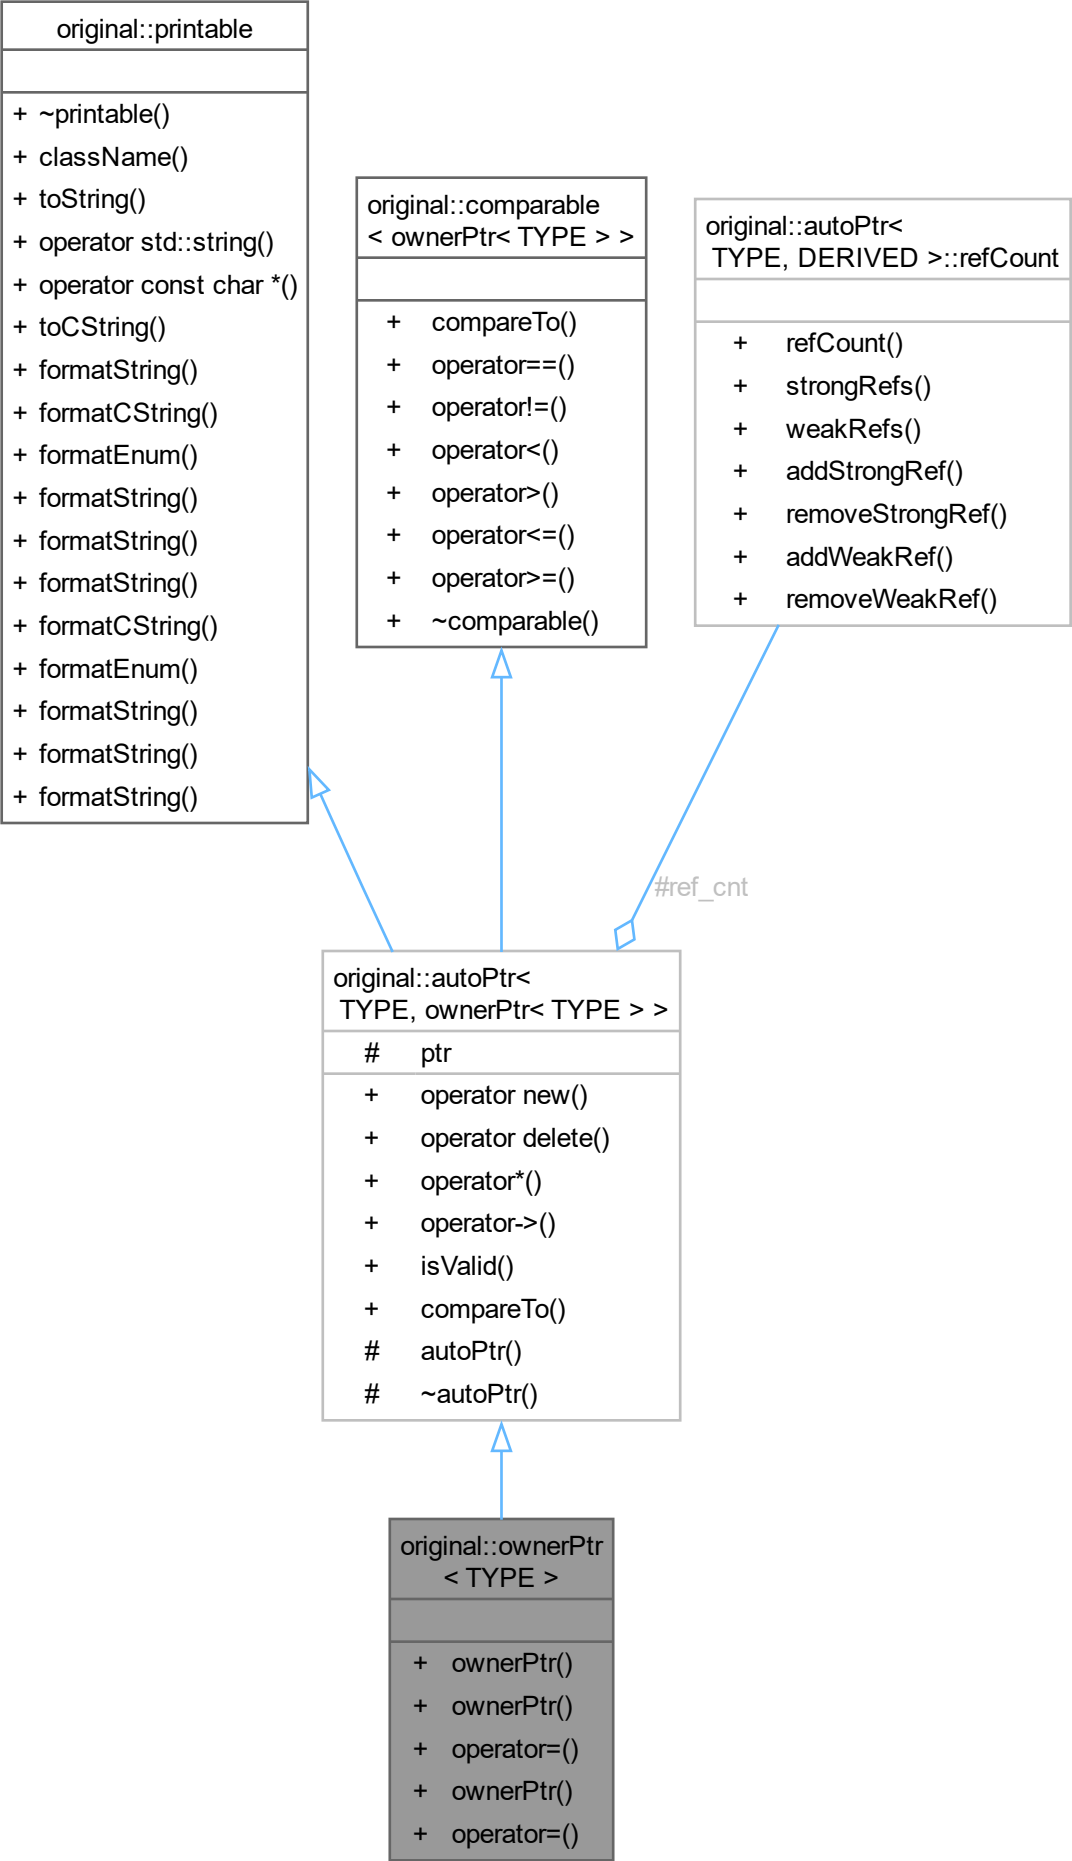 original::printable
+ ~printable()
+ className()
+ toString()
+ operator std::string()
+ operator const char *()
+ toCString()
+ formatString()
+ formatCString()
+ formatEnum()
+ formatString()
+ formatString()
+ formatString()
+ formatCString()
+ formatEnum()
+ formatString()
+ formatString()
+ formatString()
original::comparable
< ownerPtr< TYPE > >
+ compareTo()
+ operator==()
+ operator!=()
+ operator<()
+ operator>()
+ operator<=()
+ operator>=()
+ ~comparable()
original::autoPtr<
TYPE, DERIVED >::refCount
+ refCount()
+ strongRefs()
+ weakRefs()
+ addStrongRef()
+ removeStrongRef()
+ addWeakRef()
+ removeWeakRef()
#ref_cnt
original::autoPtr<
TYPE, ownerPtr< TYPE > >
# ptr
+ operator new()
+ operator delete()
+ operator*()
+ operator->()
+ isValid()
+ compareTo()
# autoPtr()
# ~autoPtr()
original::ownerPtr
< TYPE >
+ ownerPtr()
+ ownerPtr()
+ operator=()
+ ownerPtr()
+ operator=()